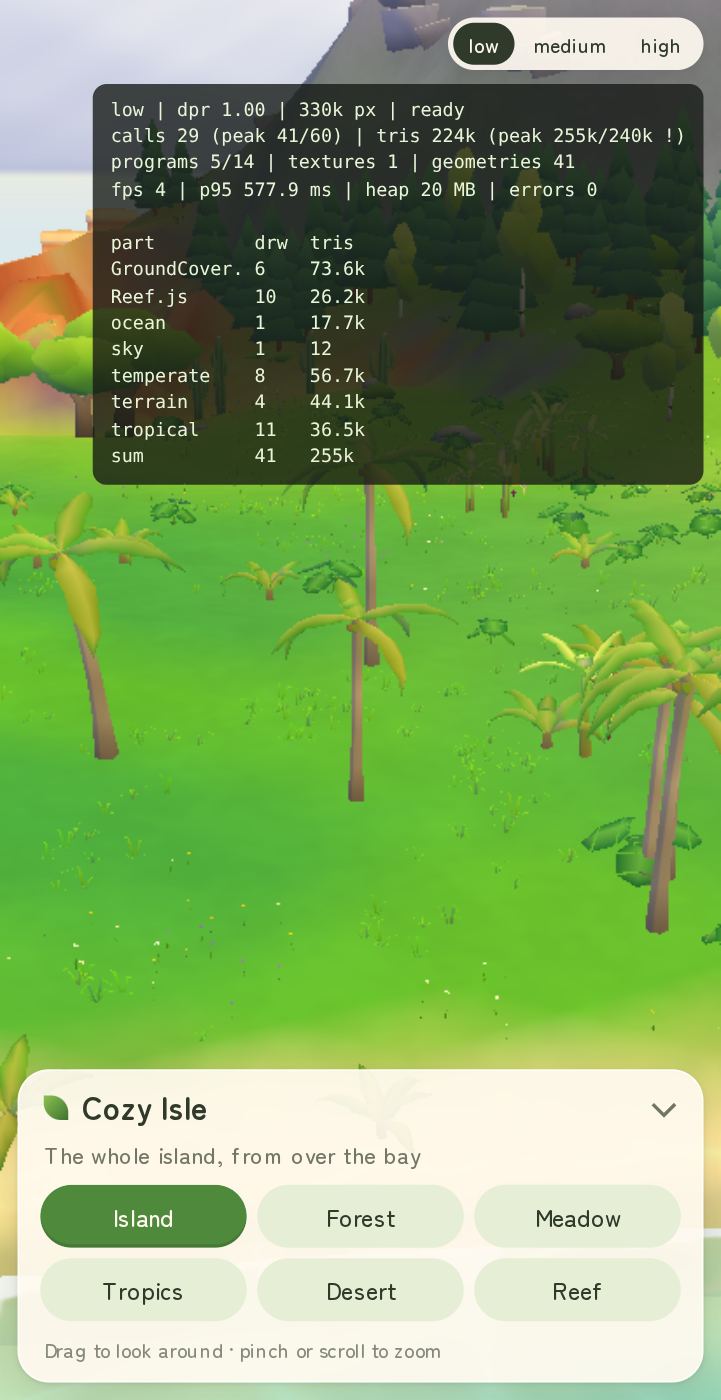 low medium high
low | dpr 1.00 | 330k px | ready
calls 29 (peak 41/60) | tris 224k (peak 255k/240k !)
programs 5/14 | textures 1 | geometries 41
fps 4 | p95 577.9 ms | heap 20 MB | errors 0
part drw tris
GroundCover. 6 73.6k
Reef.js 10 26.2k
ocean 1 17.7k
sky 1 12
temperate 8 56.7k
terrain 4 44.1k
tropical 11 36.5k
sum 41 255k
Cozy Isle
The whole island, from over the bay
Island Forest Meadow
Tropics Desert Reef
Drag to look around · pinch or scroll to zoom